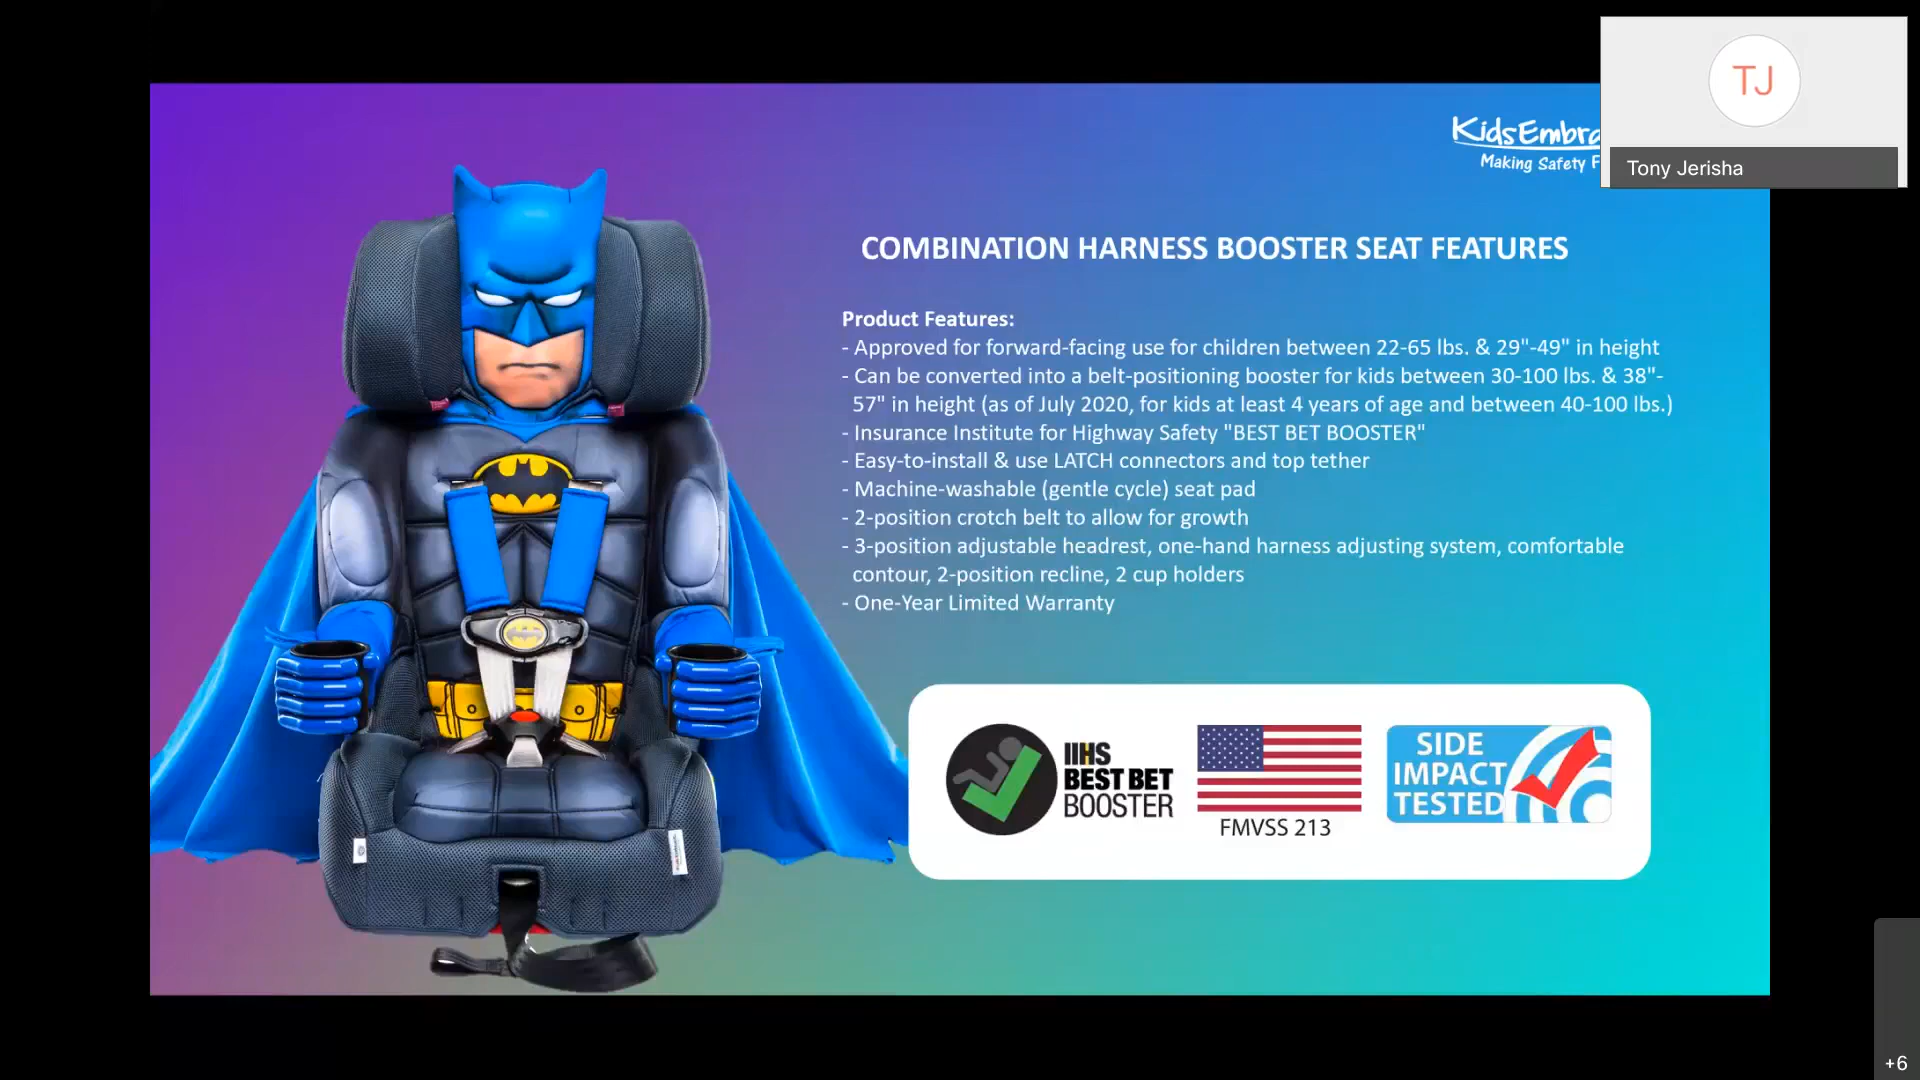 KidsEmbra
Making Safety F
TJ
Tony Jerisha
COMBINATION HARNESS BOOSTER SEAT FEATURES
Product Features:
- Approved for forward-facing use for children between 22-65 lbs. & 29"-49" in height
- Can be converted into a belt-positioning booster for kids between 30-100 lbs. & 38"-
57" in height (as of July 2020, for kids at least 4 years of age and between 40-100 lbs.)
- Insurance Institute for Highway Safety "BEST BET BOOSTER"
- Easy-to-install & use LATCH connectors and top tether
- Machine-washable (gentle cycle) seat pad
- 2-position crotch belt to allow for growth
- 3-position adjustable headrest, one-hand harness adjusting system, comfortable
contour, 2-position recline, 2 cup holders
- One-Year Limited Warranty
IIHS
BEST BET
BOOSTER
FMVSS 213
SIDE
IMPACT
TESTED
+6